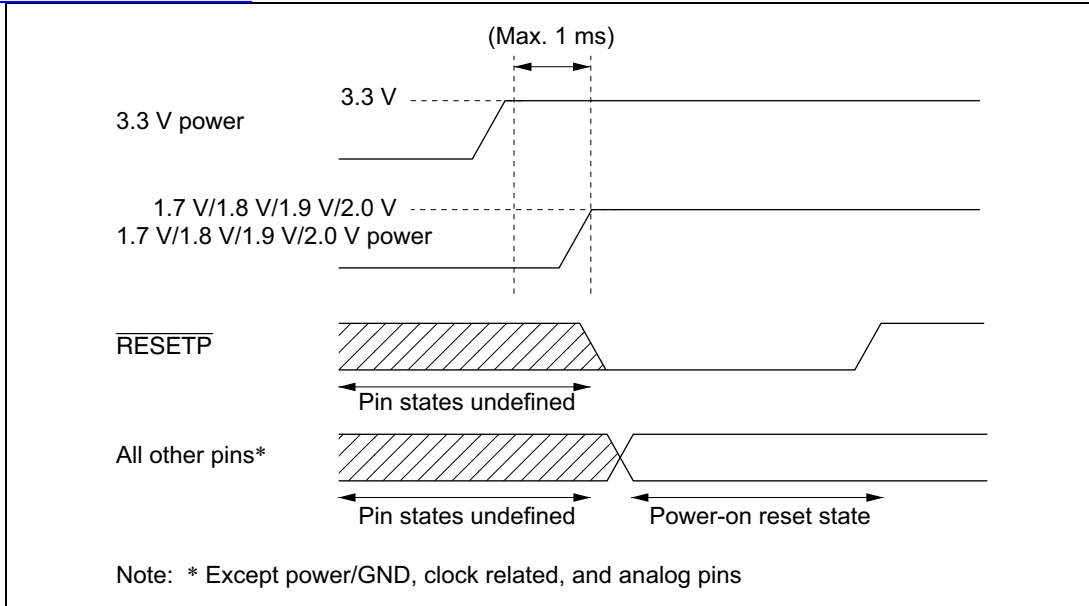 (Max. 1 ms)
3.3 V
3.3 V power
1.7 V/1.8 V/1.9 V/2.0 V
1.7 V/1.8 V/1.9 V/2.0 V power
RESETP
Pin states undefined
All other pins*
Pin states undefined
Power-on reset state
Note: * Except power/GND, clock related, and analog pins